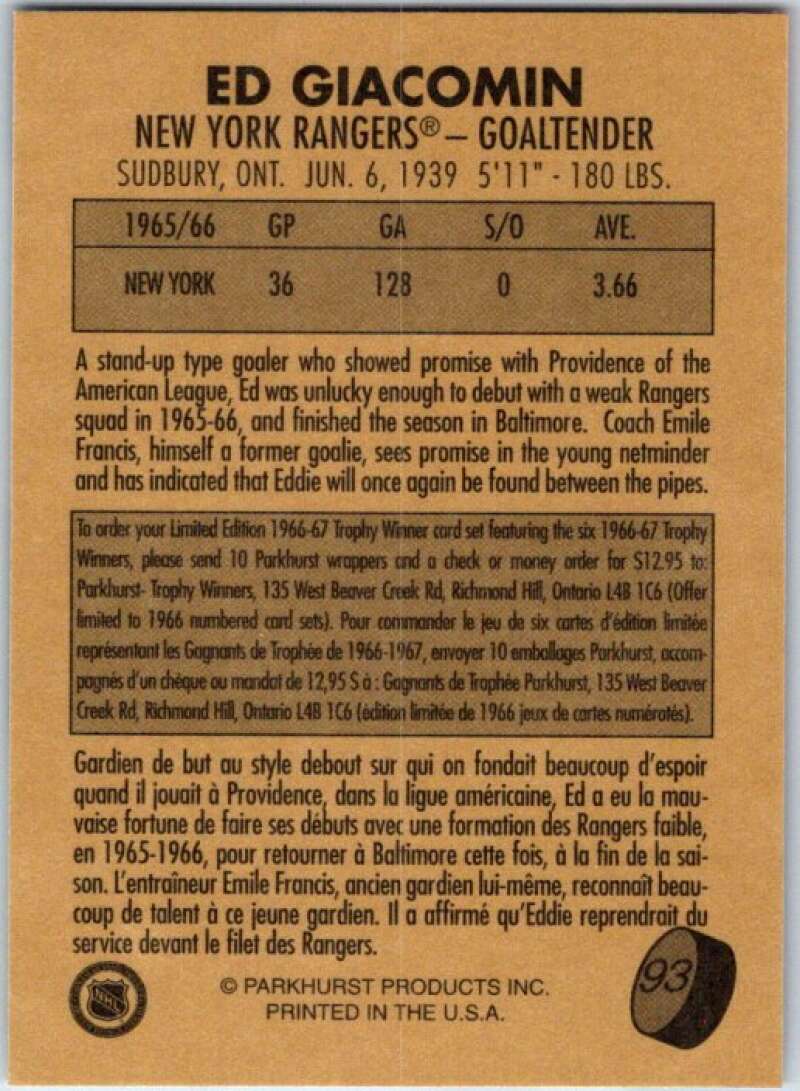 ED GIACOMIN
NEW YORK RANGERS® – GOALTENDER
SUDBURY, ONT. JUN. 6, 1939 5'11" - 180 LBS.
1965/66 GP GA S/O AVE.
NEW YORK 36 128 0 3.66
A stand-up type goaler who showed promise with Providence of the
American League, Ed was unlucky enough to debut with a weak Rangers
squad in 1965-66, and finished the season in Baltimore. Coach Emile
Francis, himself a former goalie, sees promise in the young netminder
and has indicated that Eddie will once again be found between the pipes.
To order your Limited Edition 1966-67 Trophy Winner card set featuring the six 1966-67 Trophy
Winners, please send 10 Parkhurst wrappers and a check or money order for $12.95 to:
Parkhurst- Trophy Winners, 135 West Beaver Creek Rd, Richmond Hill, Ontario L4B 1C6 (Offer
limited to 1966 numbered card sets). Pour commander le jeu de six cartes d'édition limitée
représentant les Gagnants de Trophée de 1966-1967, envoyer 10 emballages Parkhurst, accom-
pagnés d'un chèque ou mandat de 12,95 $ à : Gagnants de Trophée Parkhurst, 135 West Beaver
Creek Rd, Richmond Hill, Ontario L4B 1C6 (édition limitée de 1966 jeux de cartes numérotés).
Gardien de but au style debout sur qui on fondait beaucoup d'espoir
quand il jouait à Providence, dans la ligue américaine, Ed a eu la mau-
vaise fortune de faire ses débuts avec une formation des Rangers faible,
en 1965-1966, pour retourner à Baltimore cette fois, à la fin de la sai-
son. L'entraîneur Emile Francis, ancien gardien lui-même, reconnaît beau-
coup de talent à ce jeune gardien. Il a affirmé qu'Eddie reprendrait du
service devant le filet des Rangers.
93
NHL
© PARKHURST PRODUCTS INC.
PRINTED IN THE U.S.A.